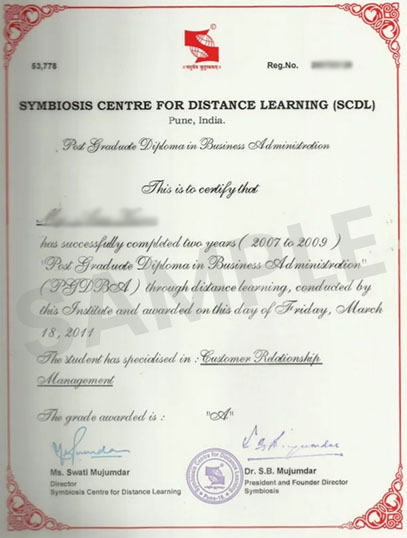 ॥वसुधैव कुटुम्बकम्॥
53,778
Reg.No.
SYMBIOSIS CENTRE FOR DISTANCE LEARNING (SCDL)
Pune, India.
Post Graduate Diploma in Business Administration
This is to certify that
has successfully completed two years ( 2007 to 2009 )
"Post Graduate Diploma in Business Administration"
(PGDBA) through distance learning, conducted by
this Institute and awarded on this day of Friday, March
18, 2011
The student has specialised in : Customer Relationship
Management
The grade awarded is : "A"
Ms. Swati Mujumdar
Director
Symbiosis Centre for Distance Learning
Dr. S.B. Mujumdar
President and Founder Director
Symbiosis
SAMPLE